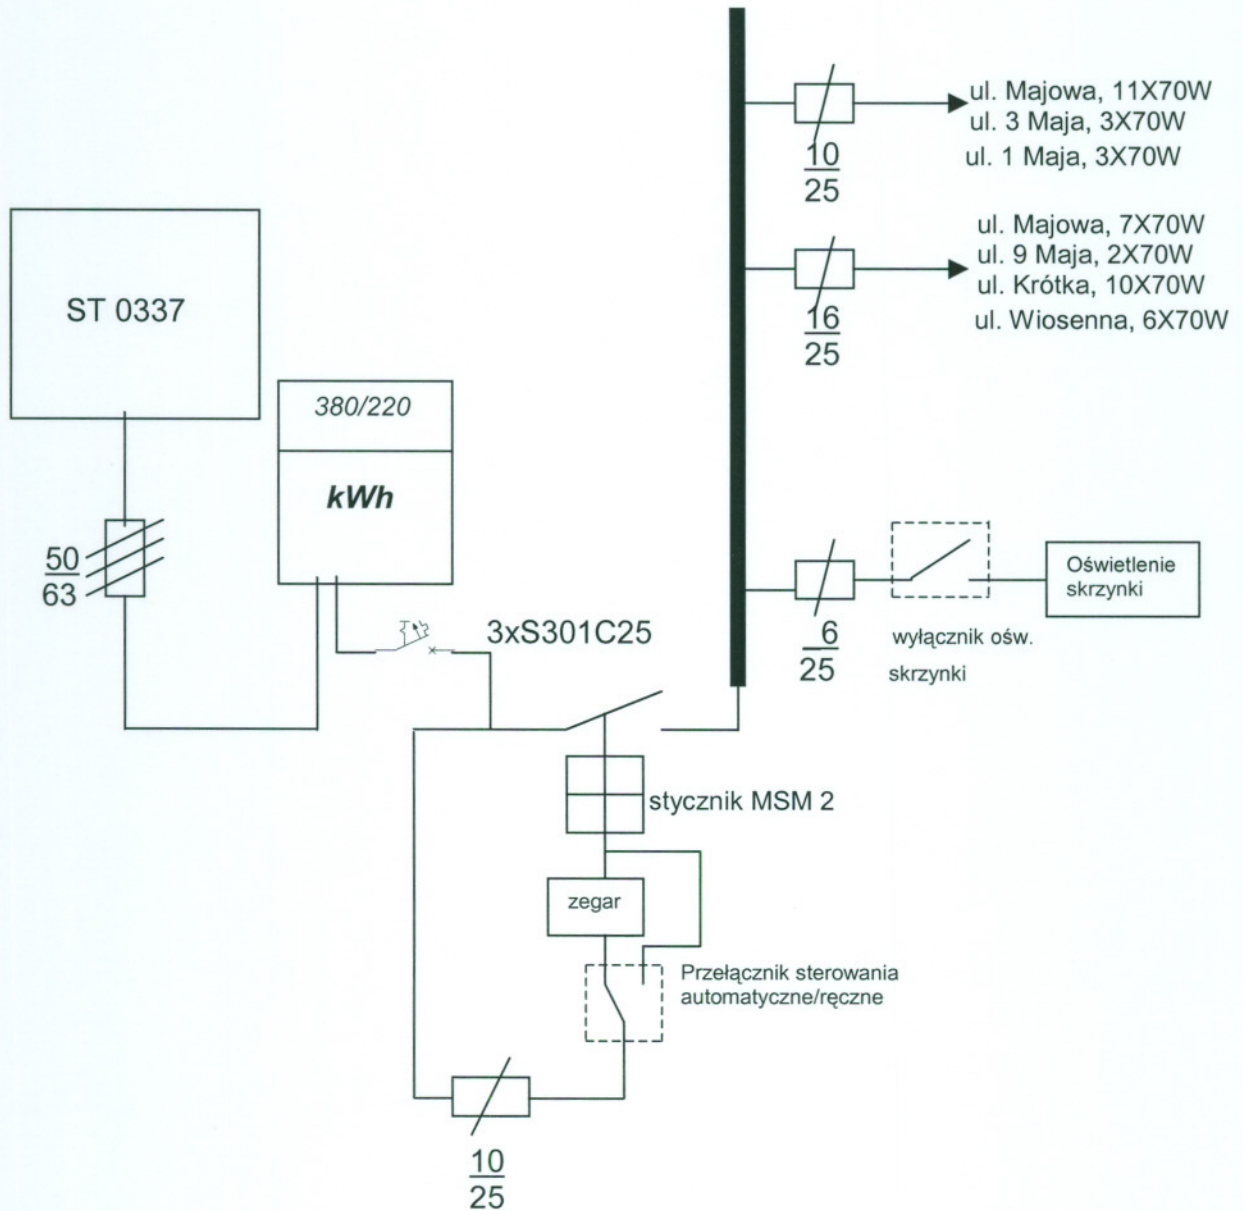 ul. Majowa, 11X70W
ul. 3 Maja, 3X70W
ul. 1 Maja, 3X70W
10
25
ST 0337
ul. Majowa, 7X70W
ul. 9 Maja, 2X70W
ul. Krótka, 10X70W
ul. Wiosenna, 6X70W
16
25
380/220
kWh
50
63
Oświetlenie
skrzynki
6
25
wyłącznik ośw.
skrzynki
3xS301C25
stycznik MSM 2
zegar
Przełącznik sterowania
automatyczne/ręczne
10
25